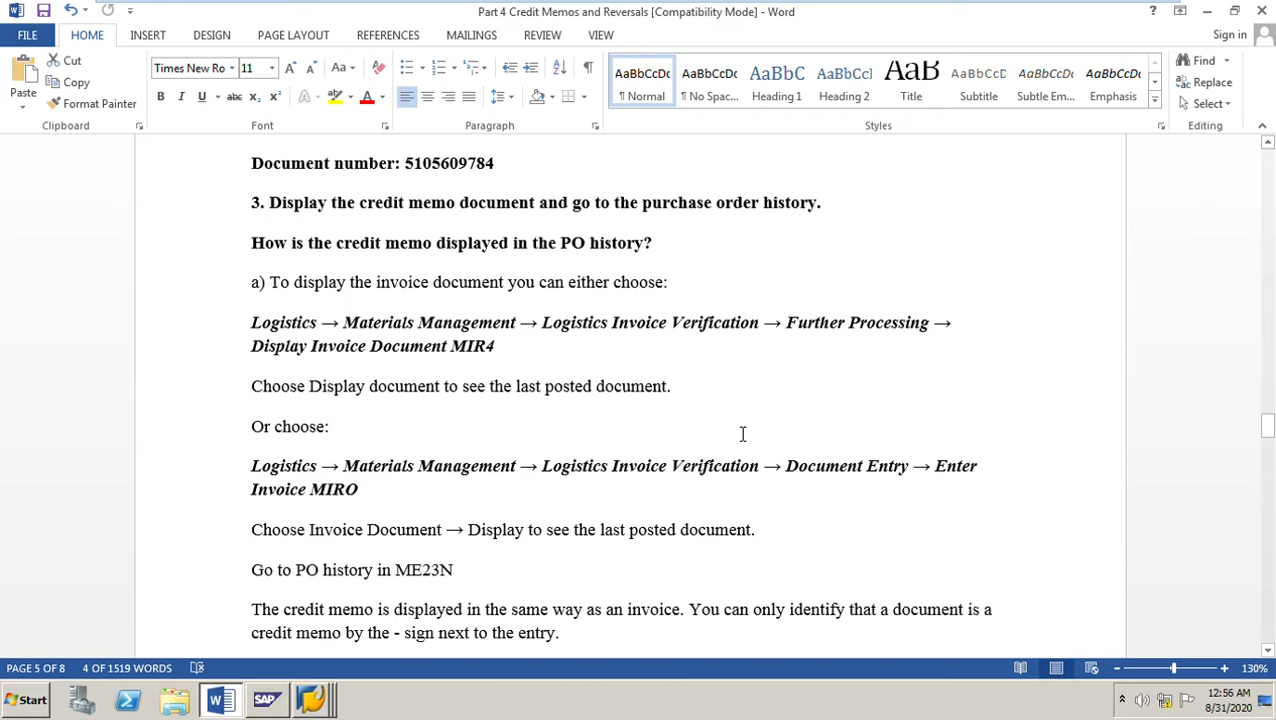 Part 4 Credit Memos and Reversals [Compatibility Mode] - Word
FILE HOME INSERT DESIGN PAGE LAYOUT REFERENCES MAILINGS REVIEW VIEW Sign in
Paste
Cut
Copy
Format Painter
Clipboard
Times New Ro 11
Font
Paragraph
AaBbCcDc AaBbCcDc AaBbC AaBbCc AaB AaBbCcD AaBbCcDc AaBbCcDc
¶ Normal ¶ No Spac... Heading 1 Heading 2 Title Subtitle Subtle Em... Emphasis
Styles
Find
Replace
Select
Editing
Document number: 5105609784
3. Display the credit memo document and go to the purchase order history.
How is the credit memo displayed in the PO history?
a) To display the invoice document you can either choose:
Logistics → Materials Management → Logistics Invoice Verification → Further Processing →
Display Invoice Document MIR4
Choose Display document to see the last posted document.
Or choose:
Logistics → Materials Management → Logistics Invoice Verification → Document Entry → Enter
Invoice MIRO
Choose Invoice Document → Display to see the last posted document.
Go to PO history in ME23N
The credit memo is displayed in the same way as an invoice. You can only identify that a document is a
credit memo by the - sign next to the entry.
PAGE 5 OF 8 4 OF 1519 WORDS 130%
Start SAP
12:56 AM
8/31/2020